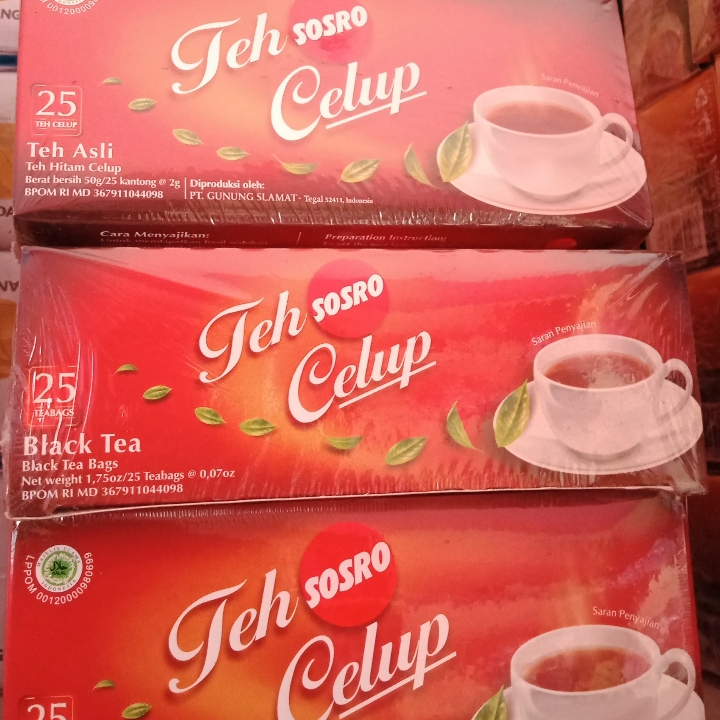 001200009
Teh SOSRO
Celup
Saran Penyajian
25
TEH CELUP
Teh Asli
Teh Hitam Celup
Berat bersih 50g/25 kantong @ 2g
BPOM RI MD 367911044098
Diproduksi oleh:
PT. GUNUNG SLAMAT - Tegal 52411, Indonesia
Cara Menyajikan:
Preparation Instruction:
Teh SOSRO
Celup
Saran Penyajian
25
TEABAGS
Black Tea
Black Tea Bags
Net weight 1,75oz/25 Teabags @ 0,07oz
BPOM RI MD 367911044098
HALAL
LPPOM 00120000980699
Teh SOSRO
Celup
Saran Penyajian
25